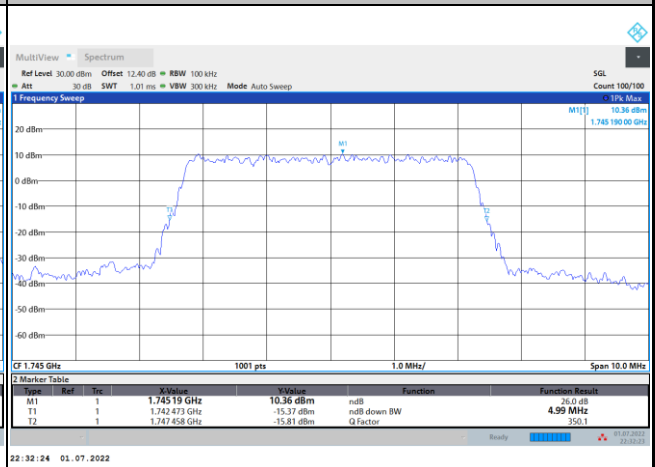 MultiView Spectrum
Ref Level 30.00 dBm Offset 12.40 dB RBW 100 kHz SGL
Att 30 dB SWT 1.01 ms VBW 300 kHz Mode Auto Sweep Count 100/100
1 Frequency Sweep 1Pk Max
M1[1] 10.36 dBm
1.745 190 00 GHz
20 dBm
M1
10 dBm
0 dBm
-10 dBm
T1 T2
-20 dBm
-30 dBm
-40 dBm
-50 dBm
-60 dBm
CF 1.745 GHz 1001 pts 1.0 MHz/ Span 10.0 MHz
2 Marker Table
Type Ref Trc X-Value Y-Value Function Function Result
M1 1 1.745 19 GHz 10.36 dBm ndB 26.0 dB
T1 1 1.742 473 GHz -15.37 dBm ndB down BW 4.99 MHz
T2 1 1.747 458 GHz -15.81 dBm Q Factor 350.1
Ready 01.07.2022
22:32:23
22:32:24 01.07.2022